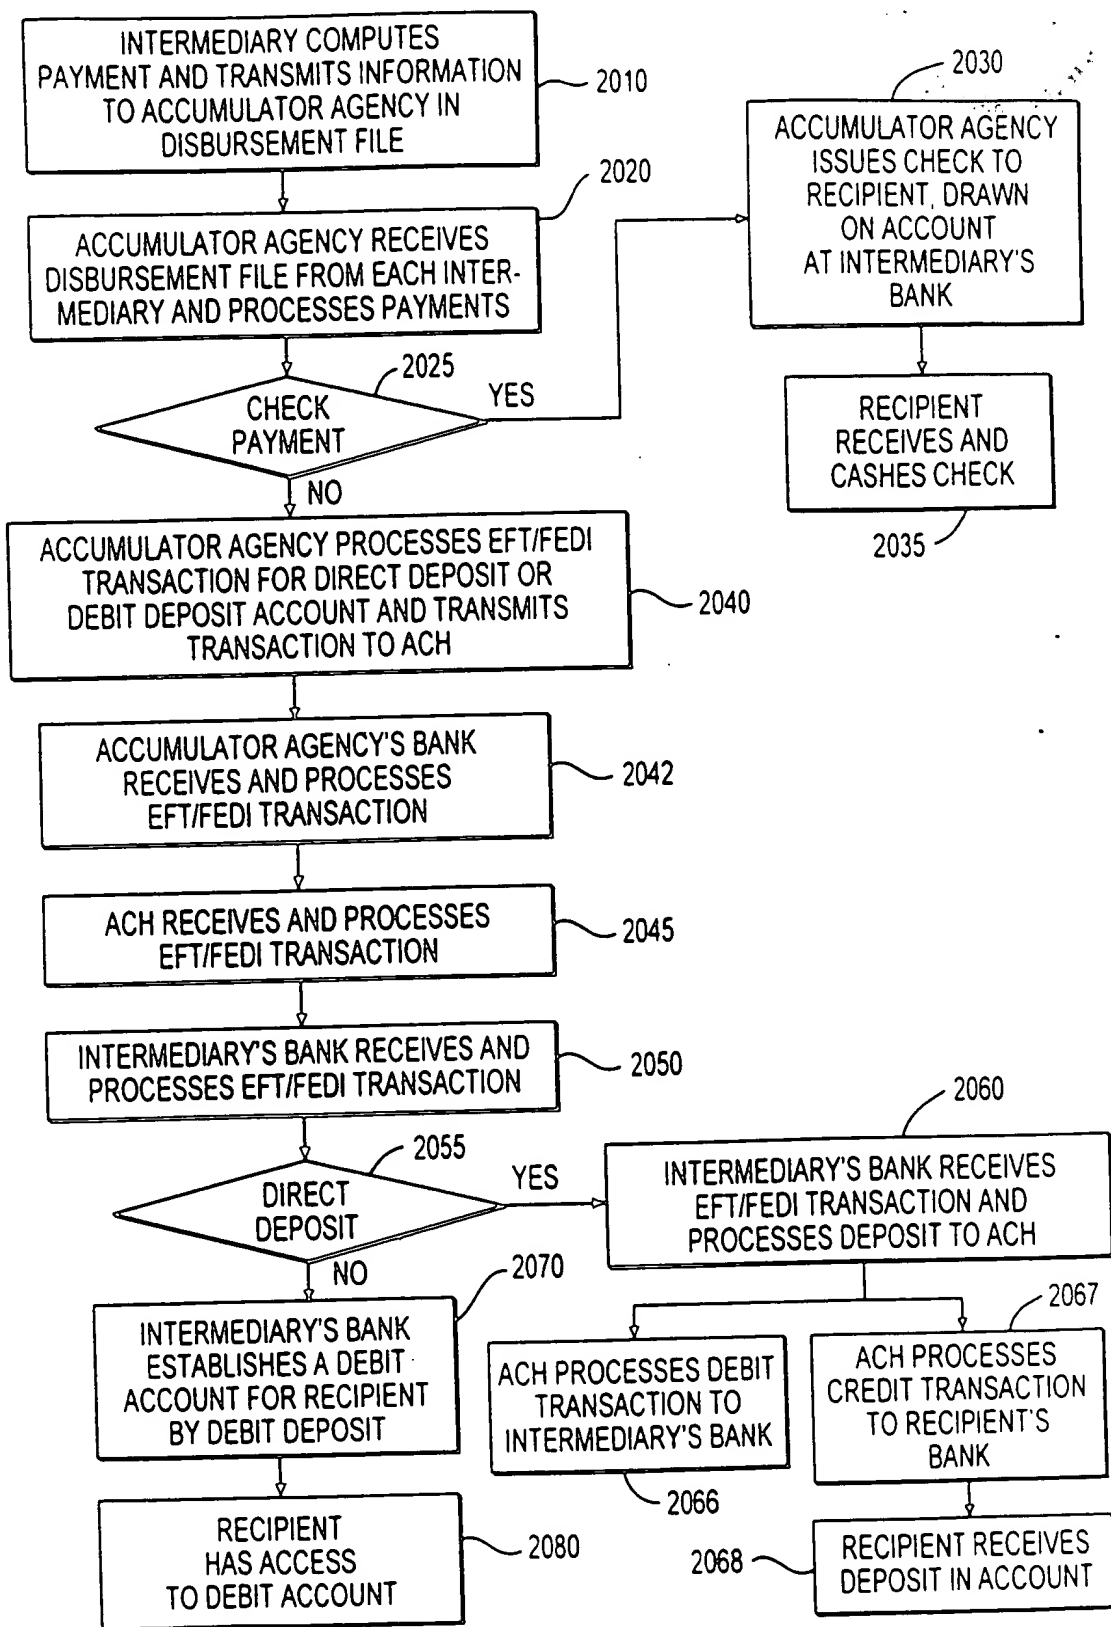 INTERMEDIARY COMPUTES
PAYMENT AND TRANSMITS INFORMATION
TO ACCUMULATOR AGENCY IN
DISBURSEMENT FILE
2010
2020
ACCUMULATOR AGENCY RECEIVES
DISBURSEMENT FILE FROM EACH INTER-
MEDIARY AND PROCESSES PAYMENTS
2025
CHECK
PAYMENT
YES
NO
2030
ACCUMULATOR AGENCY
ISSUES CHECK TO
RECIPIENT, DRAWN
ON ACCOUNT
AT INTERMEDIARY'S
BANK
RECIPIENT
RECEIVES AND
CASHES CHECK
2035
ACCUMULATOR AGENCY PROCESSES EFT/FEDI
TRANSACTION FOR DIRECT DEPOSIT OR
DEBIT DEPOSIT ACCOUNT AND TRANSMITS
TRANSACTION TO ACH
2040
ACCUMULATOR AGENCY'S BANK
RECEIVES AND PROCESSES
EFT/FEDI TRANSACTION
2042
ACH RECEIVES AND PROCESSES
EFT/FEDI TRANSACTION
2045
INTERMEDIARY'S BANK RECEIVES AND
PROCESSES EFT/FEDI TRANSACTION
2050
2055
DIRECT
DEPOSIT
YES
NO
2060
INTERMEDIARY'S BANK RECEIVES
EFT/FEDI TRANSACTION AND
PROCESSES DEPOSIT TO ACH
2070
INTERMEDIARY'S BANK
ESTABLISHES A DEBIT
ACCOUNT FOR RECIPIENT
BY DEBIT DEPOSIT
ACH PROCESSES DEBIT
TRANSACTION TO
INTERMEDIARY'S BANK
2066
2067
ACH PROCESSES
CREDIT TRANSACTION
TO RECIPIENT'S
BANK
RECIPIENT
HAS ACCESS
TO DEBIT ACCOUNT
2080
2068
RECIPIENT RECEIVES
DEPOSIT IN ACCOUNT